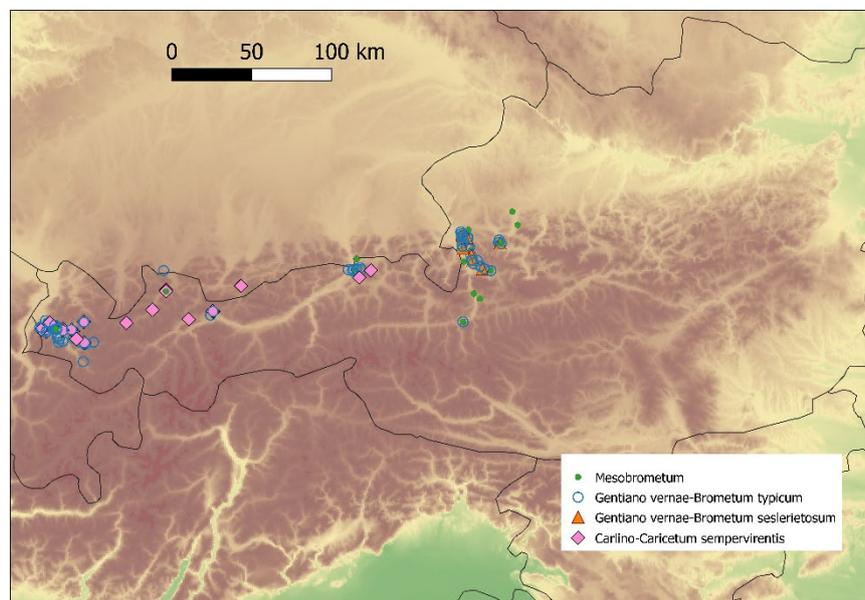 0 50 100 km
Mesobrometum
Gentiano vernae-Brometum typicum
Gentiano vernae-Brometum seslerietosum
Carlino-Caricetum sempervirentis